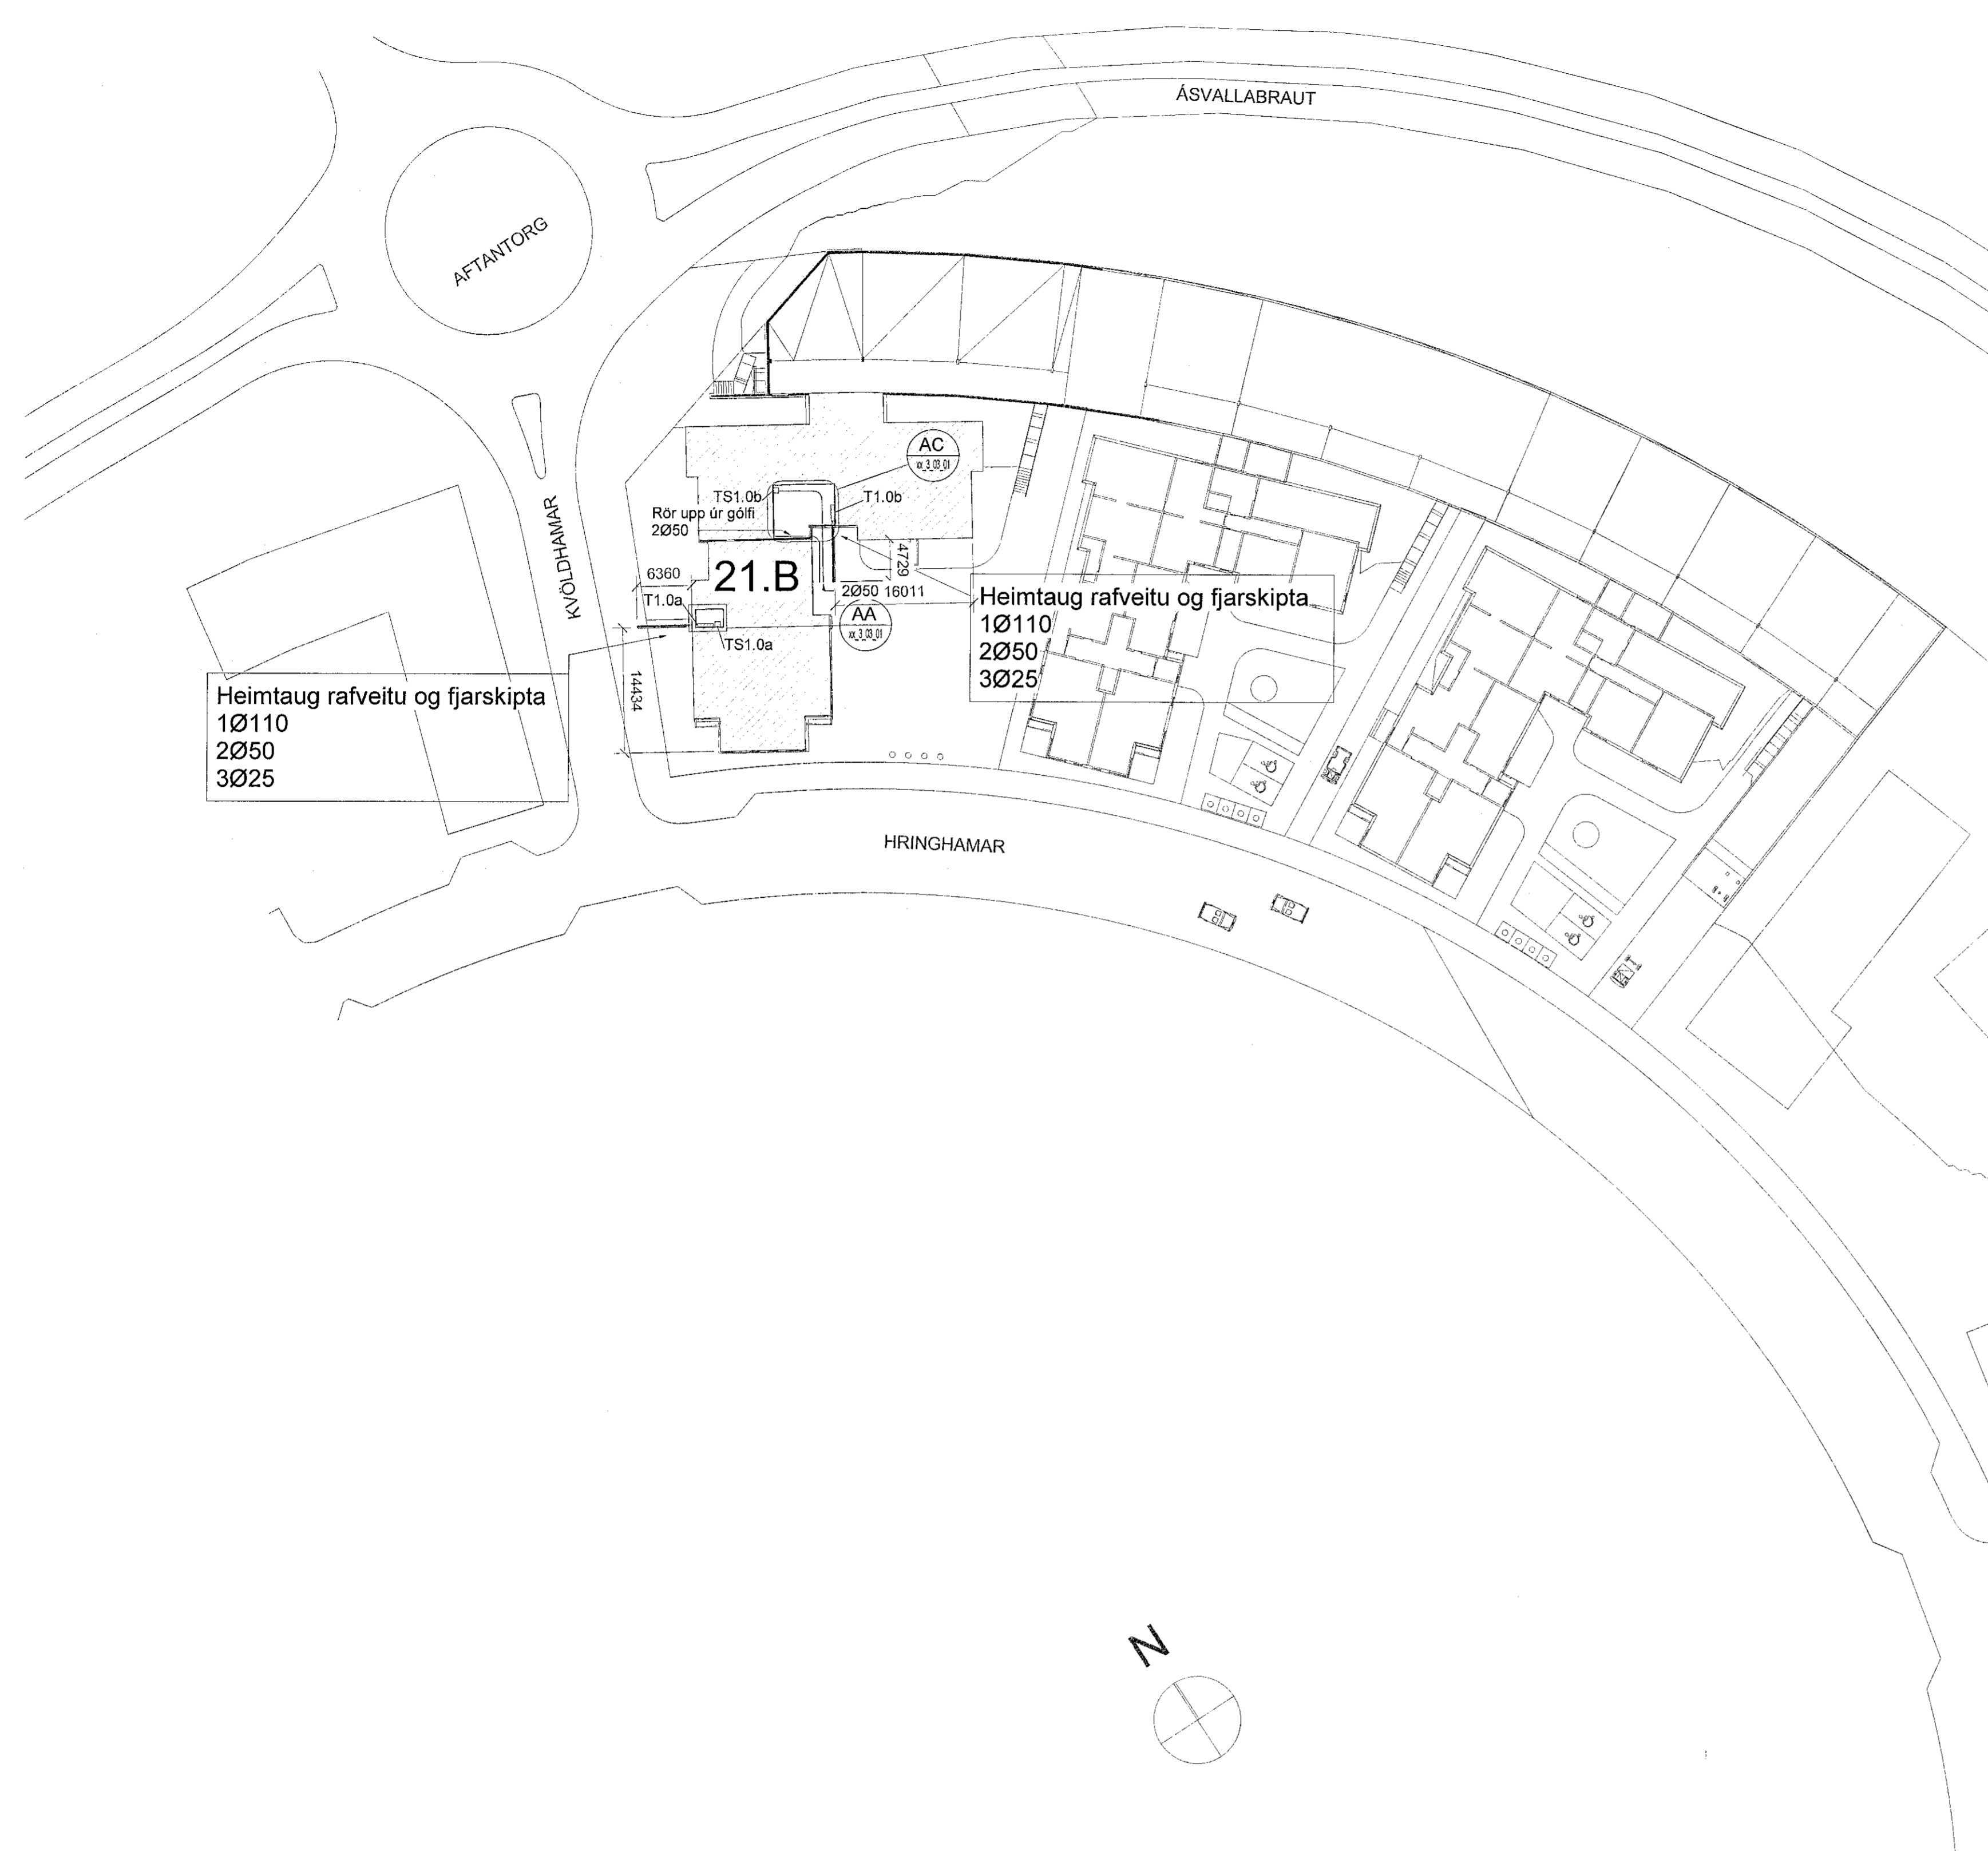 ÁSVALLABRAUT
AFTANTORG
KVÖLDHAMAR
AC
xx_3_03_01
TS1.0b
T1.0b
Rör upp úr gólfi
2Ø50
4729
6360
21.B
2Ø50 16011
T1.0a
AA
xx_3_03_01
TS1.0a
14434
Heimtaug rafveitu og fjarskipta
1Ø110
2Ø50
3Ø25
Heimtaug rafveitu og fjarskipta
1Ø110
2Ø50
3Ø25
HRINGHAMAR
N